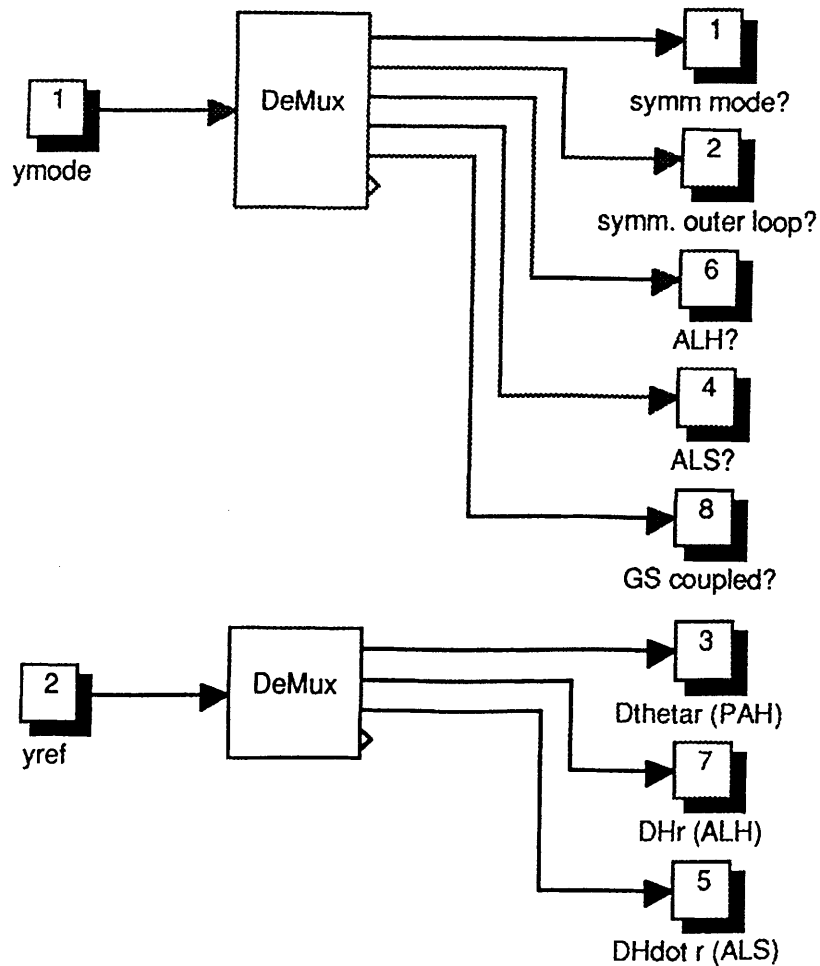 1
ymode
DeMux
1
symm mode?
2
symm. outer loop?
6
ALH?
4
ALS?
8
GS coupled?
2
yref
DeMux
3
Dthetar (PAH)
7
DHr (ALH)
5
DHdot r (ALS)